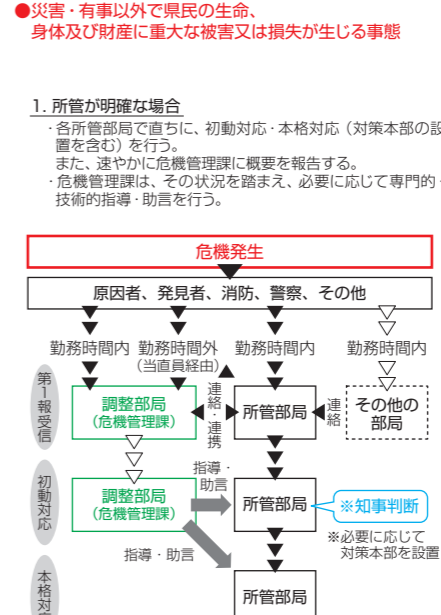 ●災害・有事以外で県民の生命、
身体及び財産に重大な被害又は損失が生じる事態
1. 所管が明確な場合
・各所管部局で直ちに、初動対応・本格対応（対策本部の設
置を含む）を行う。
また、速やかに危機管理課に概要を報告する。
・危機管理課は、その状況を踏まえ、必要に応じて専門的・
技術的指導・助言を行う。
危機発生
原因者、発見者、消防、警察、その他
勤務時間内 勤務時間外 勤務時間内 勤務時間内
（当直員経由）
第1報受信
調整部局
（危機管理課）
連絡・連携
所管部局
連絡
その他の
部局
指導・
助言
初動対応
調整部局
（危機管理課）
所管部局
※知事判断
※必要に応じて
対策本部を設置
指導・助言
本格対応
所管部局